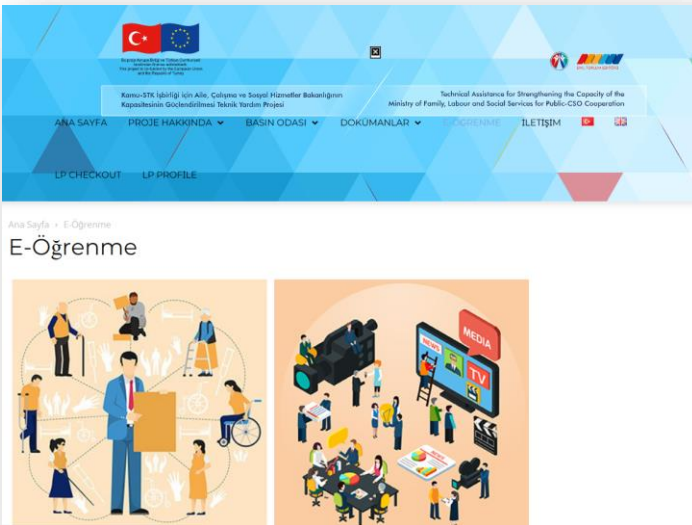 Kamu-STK İşbirliği için Aile, Çalışma ve Sosyal Hizmetler Bakanlığının
Kapasitesinin Güçlendirilmesi Teknik Yardım Projesi
Technical Assistance for Strengthening the Capacity of the
Ministry of Family, Labour and Social Services for Public-CSO Cooperation
ANA SAYFA PROJE HAKKINDA BASIN ODASI DOKÜMANLAR E-ÖĞRENME İLETİŞİM
LP CHECKOUT LP PROFILE
Ana Sayfa › E-Öğrenme
E-Öğrenme
MEDIA
NEWS
TV
NEWS